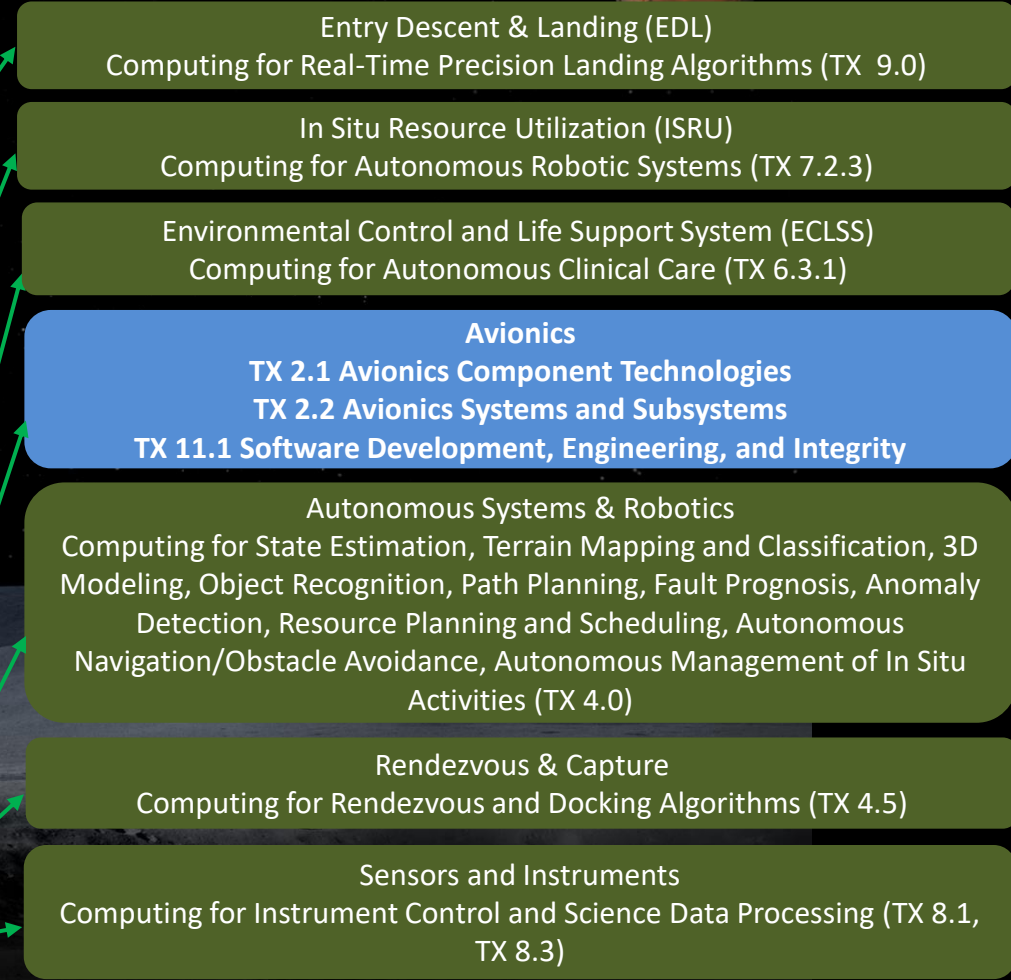 Entry Descent & Landing (EDL)
Computing for Real-Time Precision Landing Algorithms (TX 9.0)
In Situ Resource Utilization (ISRU)
Computing for Autonomous Robotic Systems (TX 7.2.3)
Environmental Control and Life Support System (ECLSS)
Computing for Autonomous Clinical Care (TX 6.3.1)
Avionics
TX 2.1 Avionics Component Technologies
TX 2.2 Avionics Systems and Subsystems
TX 11.1 Software Development, Engineering, and Integrity
Autonomous Systems & Robotics
Computing for State Estimation, Terrain Mapping and Classification, 3D
Modeling, Object Recognition, Path Planning, Fault Prognosis, Anomaly
Detection, Resource Planning and Scheduling, Autonomous
Navigation/Obstacle Avoidance, Autonomous Management of In Situ
Activities (TX 4.0)
Rendezvous & Capture
Computing for Rendezvous and Docking Algorithms (TX 4.5)
Sensors and Instruments
Computing for Instrument Control and Science Data Processing (TX 8.1,
TX 8.3)